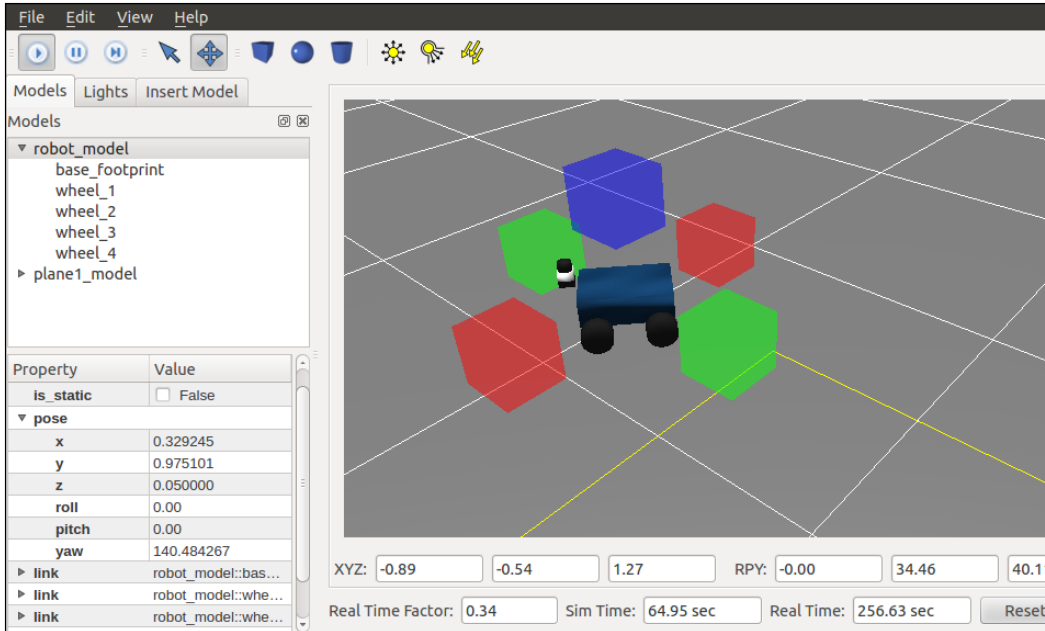 File Edit View Help
Models Lights Insert Model
Models
robot_model
base_footprint
wheel_1
wheel_2
wheel_3
wheel_4
plane1_model
Property Value
is_static False
pose
x 0.329245
y 0.975101
z 0.050000
roll 0.00
pitch 0.00
yaw 140.484267
link robot_model::bas...
link robot_model::whe...
link robot_model::whe...
XYZ: -0.89 -0.54 1.27 RPY: -0.00 34.46
Real Time Factor: 0.34 Sim Time: 64.95 sec Real Time: 256.63 sec Reset